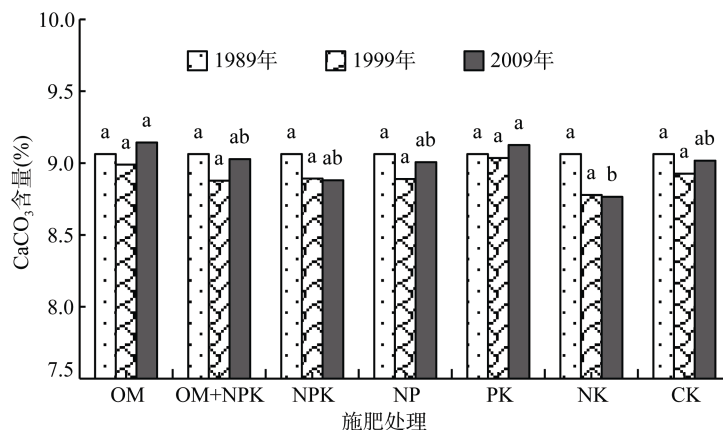 10.0
1989年 1999年 2009年
9.5
a a a a a ab a a ab a a ab a a a a a b a a ab
9.0
8.5
8.0
7.5
CaCO₃含量(%)
OM OM+NPK NPK NP PK NK CK
施肥处理